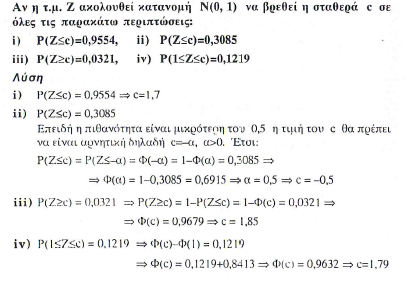 Αν η τ.μ. Ζ ακολουθεί κατανομή N(0, 1) να βρεθεί η σταθερά c σε
όλες τις παρακάτω περιπτώσεις:
i) P(Z≤c)=0,9554, ii) P(Z≤c)=0,3085
iii) P(Z≥c)=0,0321, iv) P(1≤Z≤c)=0,1219
Λύση
i) P(Z≤c) = 0,9554 ⇒ c=1,7
ii) P(Z≤c) = 0,3085
Επειδή η πιθανότητα είναι μικρότερη του 0,5 η τιμή του c θα πρέπει
να είναι αρνητική δηλαδή c=-α, α>0. Έτσι:
P(Z≤c) = P(Z≤-α) = Φ(-α) = 1-Φ(α) = 0,3085 ⇒
⇒ Φ(α) = 1-0,3085 = 0,6915 ⇒ α = 0,5 ⇒ c = -0,5
iii) P(Z≥c) = 0,0321 ⇒ P(Z≥c) = 1-P(Z≤c) = 1-Φ(c) = 0,0321 ⇒
⇒ Φ(c) = 0,9679 ⇒ c = 1,85
iv) P(1≤Z≤c) = 0,1219 ⇒ Φ(c)-Φ(1) = 0,1219
⇒ Φ(c) = 0,1219+0,8413 ⇒ Φ(c) = 0,9632 ⇒ c=1,79